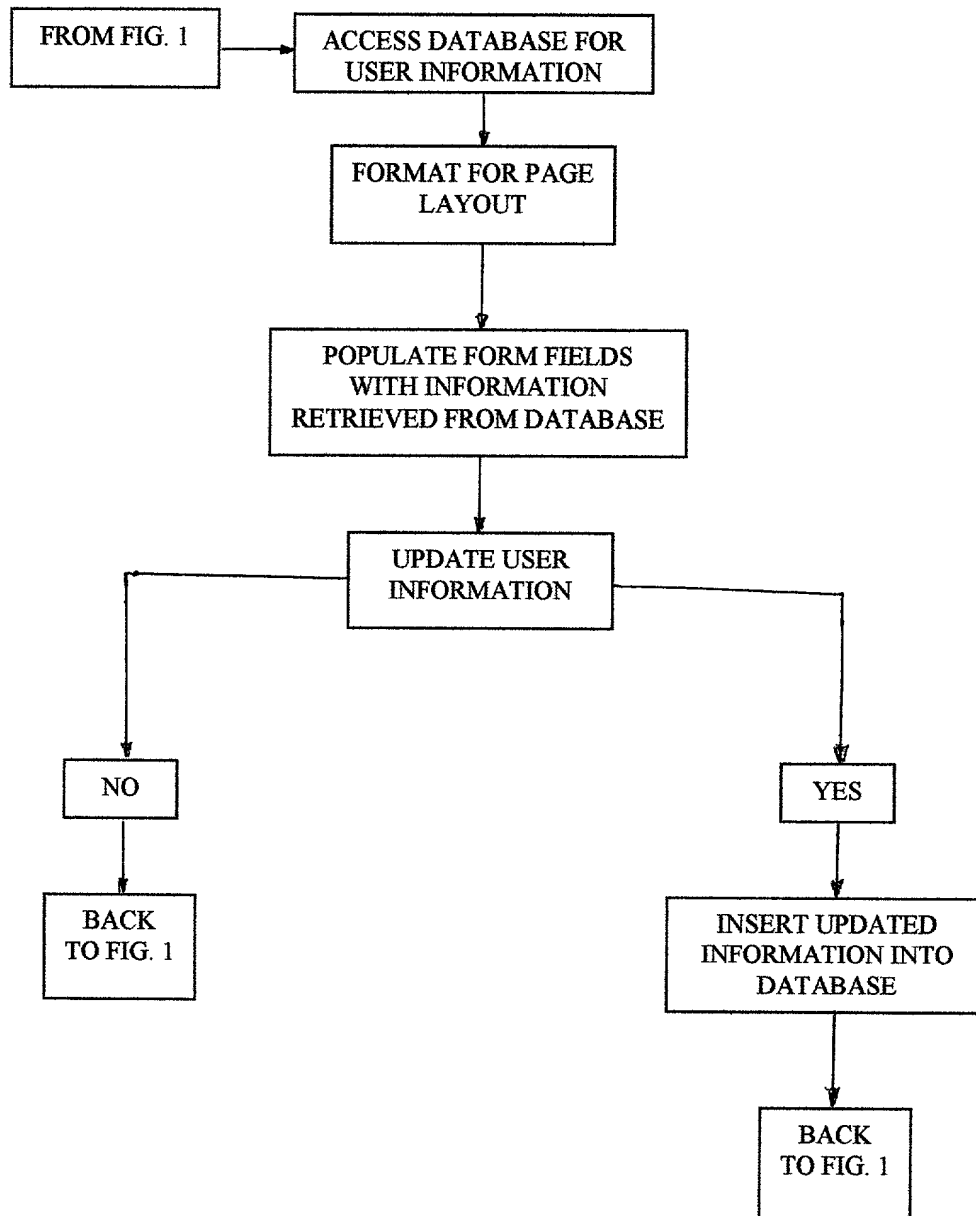 FROM FIG. 1
ACCESS DATABASE FOR
USER INFORMATION
FORMAT FOR PAGE
LAYOUT
POPULATE FORM FIELDS
WITH INFORMATION
RETRIEVED FROM DATABASE
UPDATE USER
INFORMATION
NO
YES
BACK
TO FIG. 1
INSERT UPDATED
INFORMATION INTO
DATABASE
BACK
TO FIG. 1